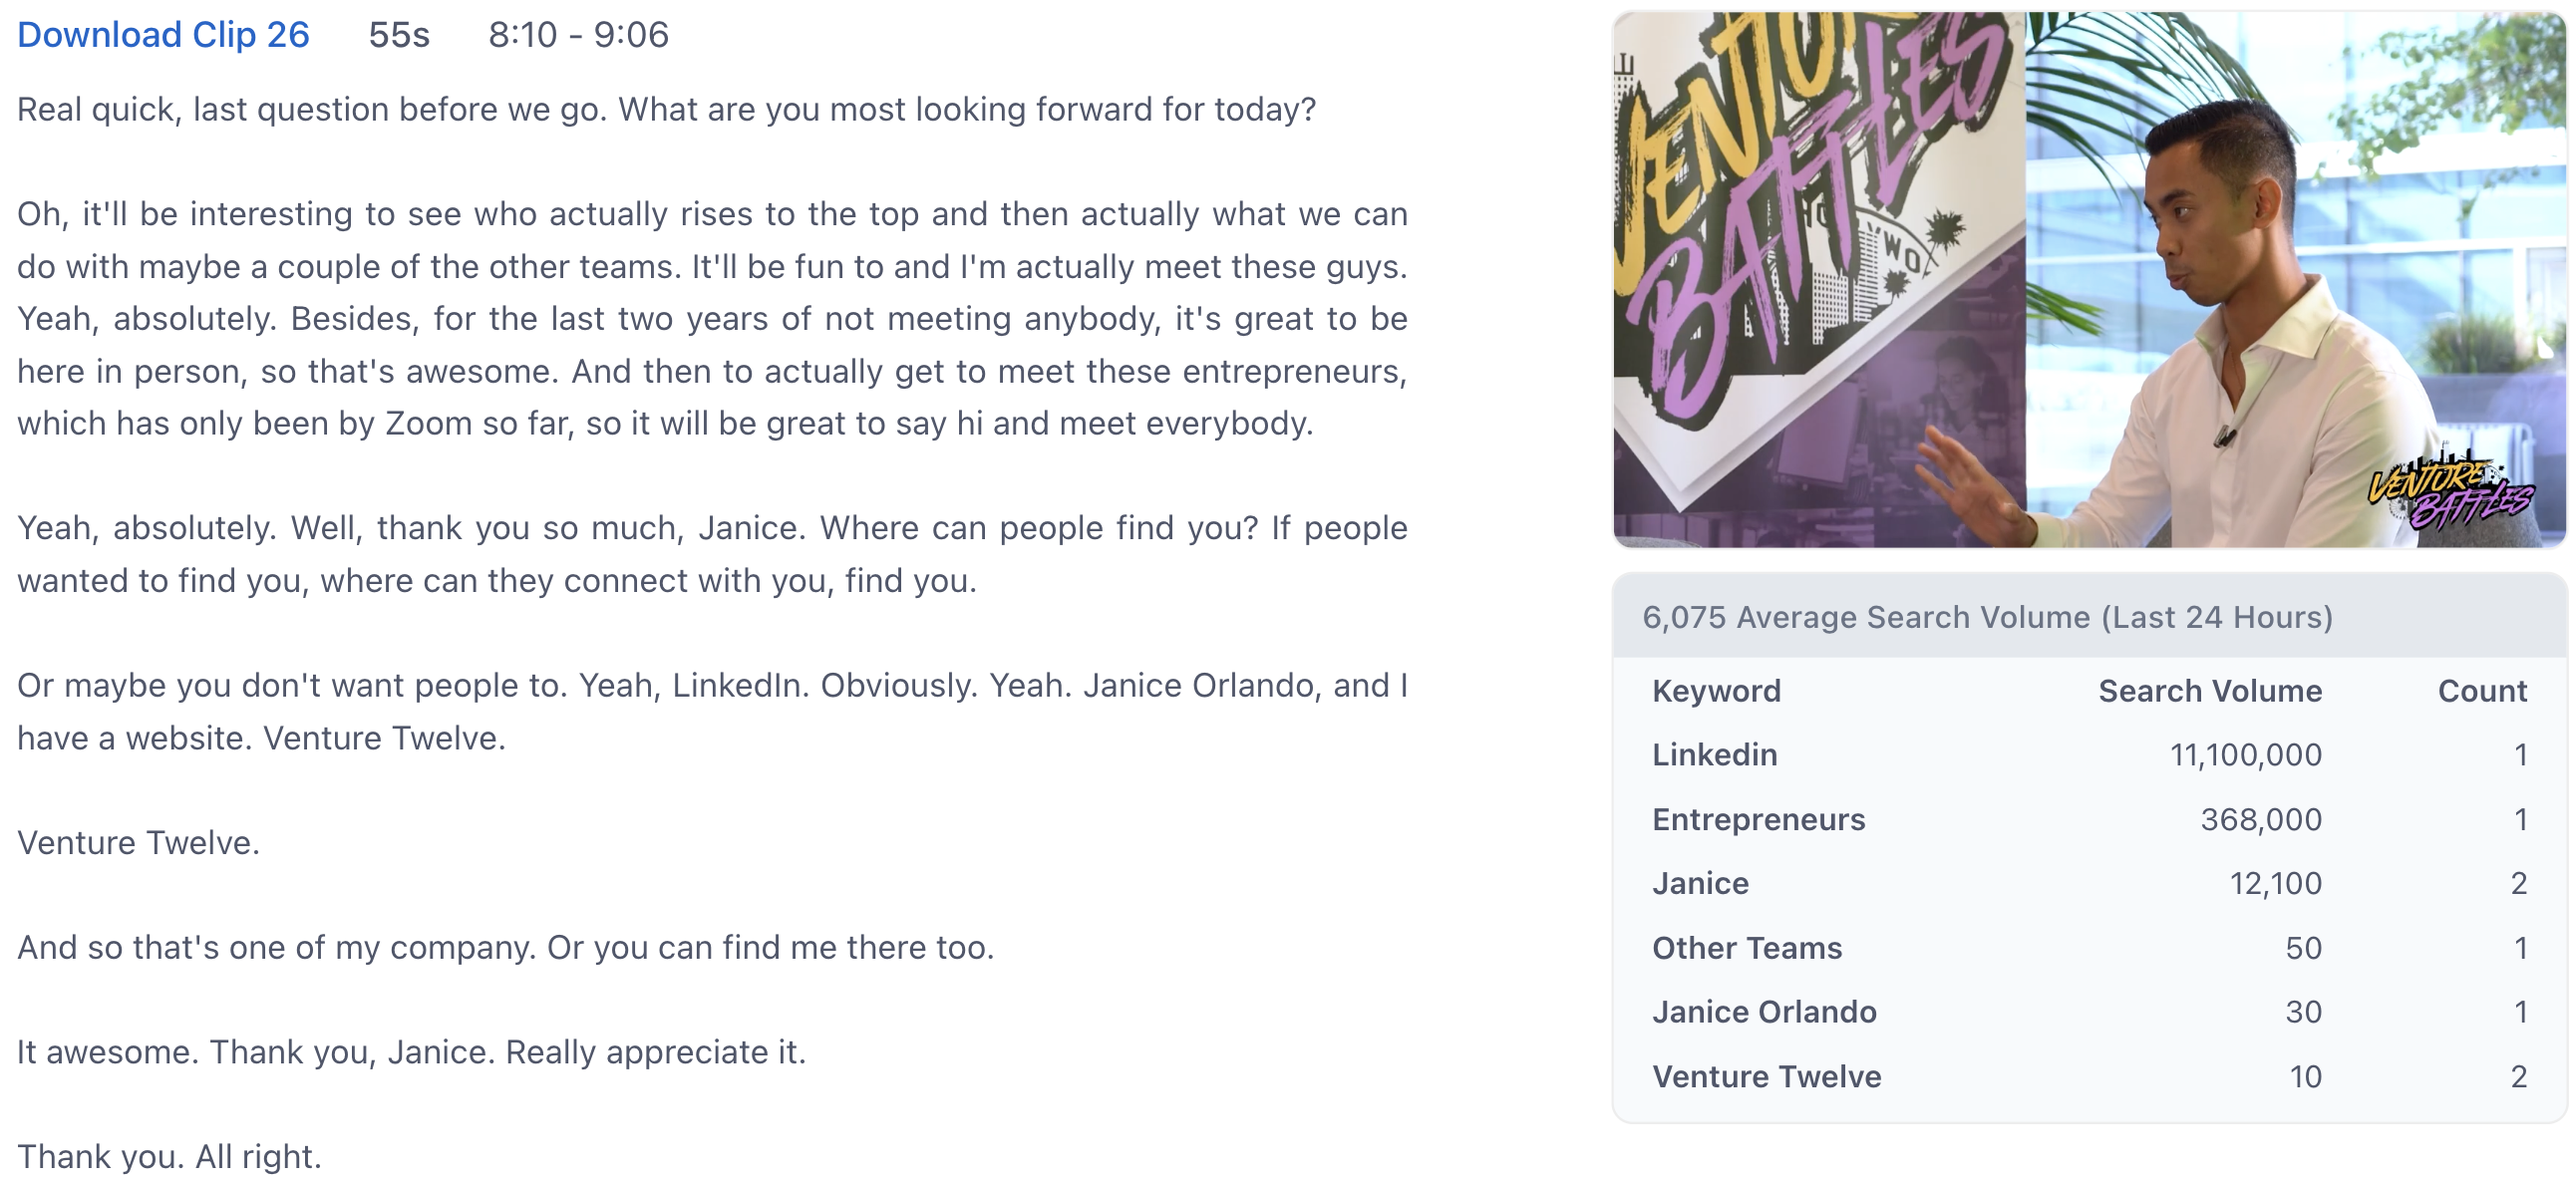 Download Clip 26 55s 8:10 - 9:06
Real quick, last question before we go. What are you most looking forward for today?
Oh, it'll be interesting to see who actually rises to the top and then actually what we can
do with maybe a couple of the other teams. It'll be fun to and I'm actually meet these guys.
Yeah, absolutely. Besides, for the last two years of not meeting anybody, it's great to be
here in person, so that's awesome. And then to actually get to meet these entrepreneurs,
which has only been by Zoom so far, so it will be great to say hi and meet everybody.
Yeah, absolutely. Well, thank you so much, Janice. Where can people find you? If people
wanted to find you, where can they connect with you, find you.
Or maybe you don't want people to. Yeah, LinkedIn. Obviously. Yeah. Janice Orlando, and I
have a website. Venture Twelve.
Venture Twelve.
And so that's one of my company. Or you can find me there too.
It awesome. Thank you, Janice. Really appreciate it.
Thank you. All right.
VENTU
BATTLES
YWO
VENTURE
BATTLES
6,075 Average Search Volume (Last 24 Hours)
Keyword Search Volume Count
Linkedin 11,100,000 1
Entrepreneurs 368,000 1
Janice 12,100 2
Other Teams 50 1
Janice Orlando 30 1
Venture Twelve 10 2